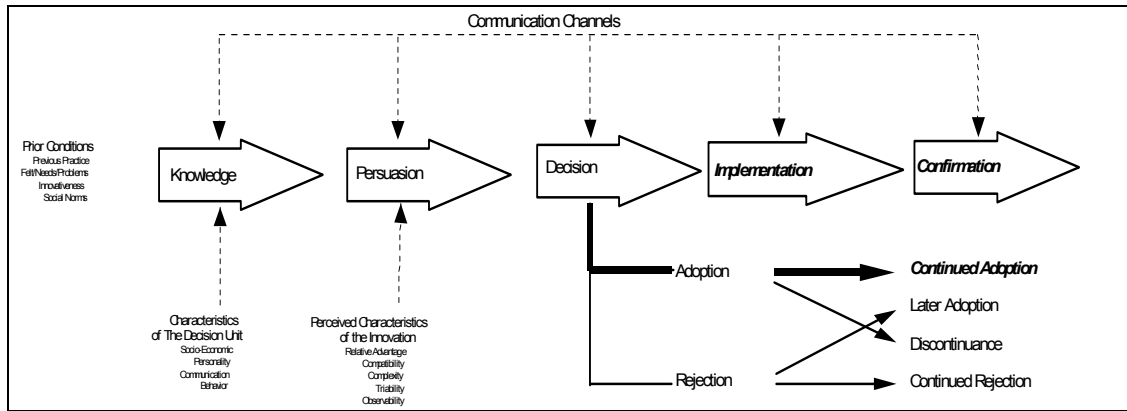 Communication Channels
Prior Conditions
Previous Practice
Felt/Needs/Problems
Innovativeness
Social Norms
Knowledge
Persuasion
Decision
Implementation
Confirmation
Adoption
Continued Adoption
Later Adoption
Discontinuance
Rejection
Continued Rejection
Characteristics
of The Decision Unit
Socio-Economic
Personality
Communication
Behavior
Perceived Characteristics
of the Innovation
Relative Advantage
Compatibility
Complexity
Triability
Observability